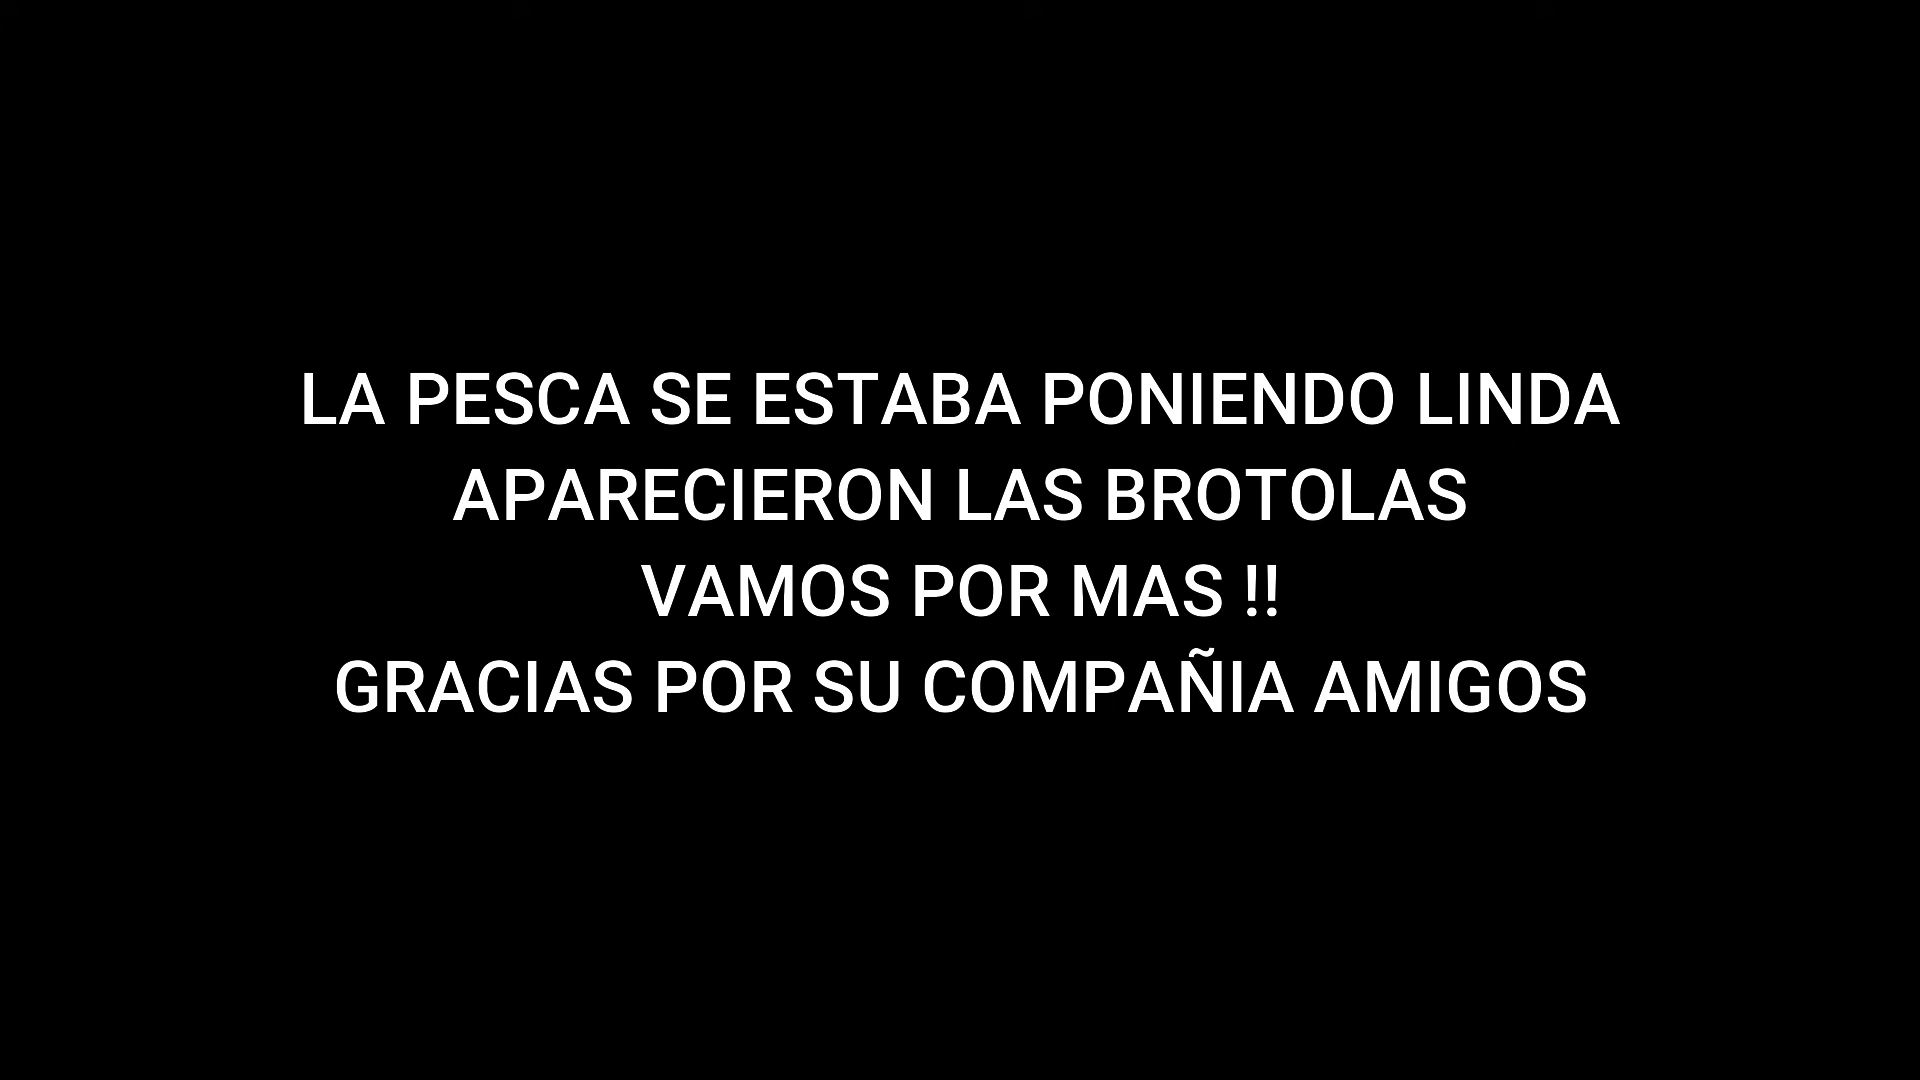 LA PESCA SE ESTABA PONIENDO LINDA
APARECIERON LAS BROTOLAS
VAMOS POR MAS !!
GRACIAS POR SU COMPAÑIA AMIGOS